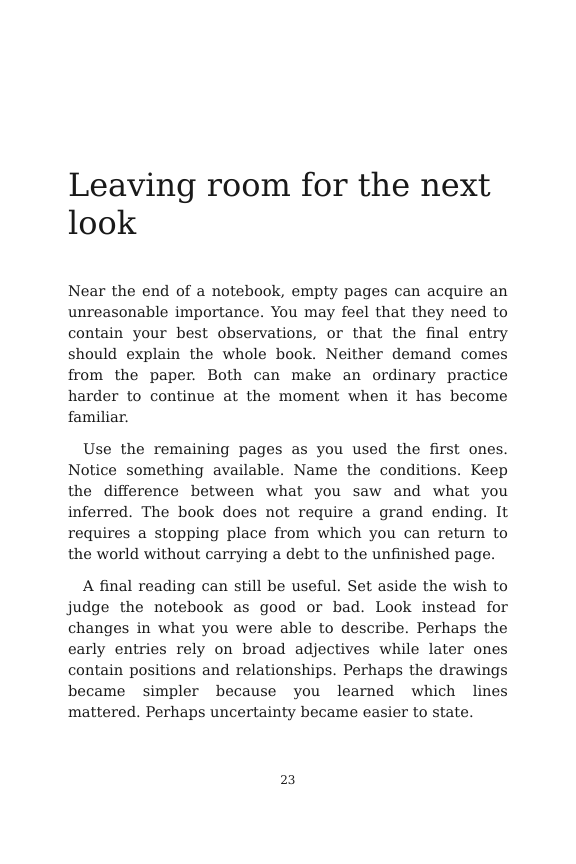 Leaving room for the next
look
Near the end of a notebook, empty pages can acquire an
unreasonable importance. You may feel that they need to
contain your best observations, or that the final entry
should explain the whole book. Neither demand comes
from the paper. Both can make an ordinary practice
harder to continue at the moment when it has become
familiar.
Use the remaining pages as you used the first ones.
Notice something available. Name the conditions. Keep
the difference between what you saw and what you
inferred. The book does not require a grand ending. It
requires a stopping place from which you can return to
the world without carrying a debt to the unfinished page.
A final reading can still be useful. Set aside the wish to
judge the notebook as good or bad. Look instead for
changes in what you were able to describe. Perhaps the
early entries rely on broad adjectives while later ones
contain positions and relationships. Perhaps the drawings
became simpler because you learned which lines
mattered. Perhaps uncertainty became easier to state.
23